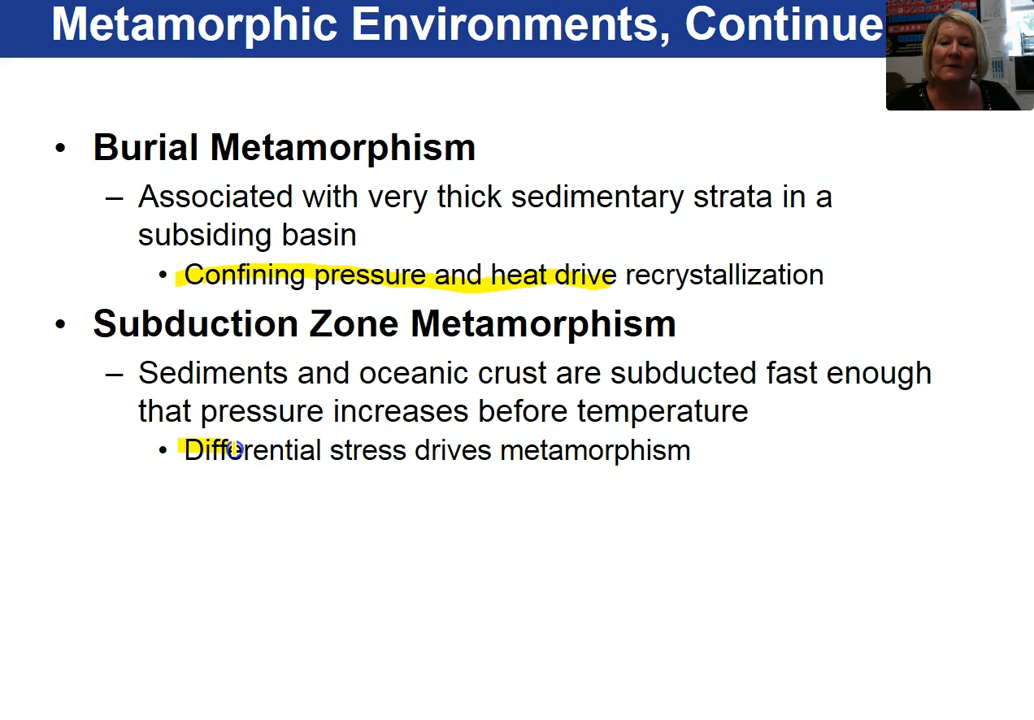 Metamorphic Environments, Continue
• Burial Metamorphism
– Associated with very thick sedimentary strata in a
subsiding basin
• Confining pressure and heat drive recrystallization
• Subduction Zone Metamorphism
– Sediments and oceanic crust are subducted fast enough
that pressure increases before temperature
• Differential stress drives metamorphism